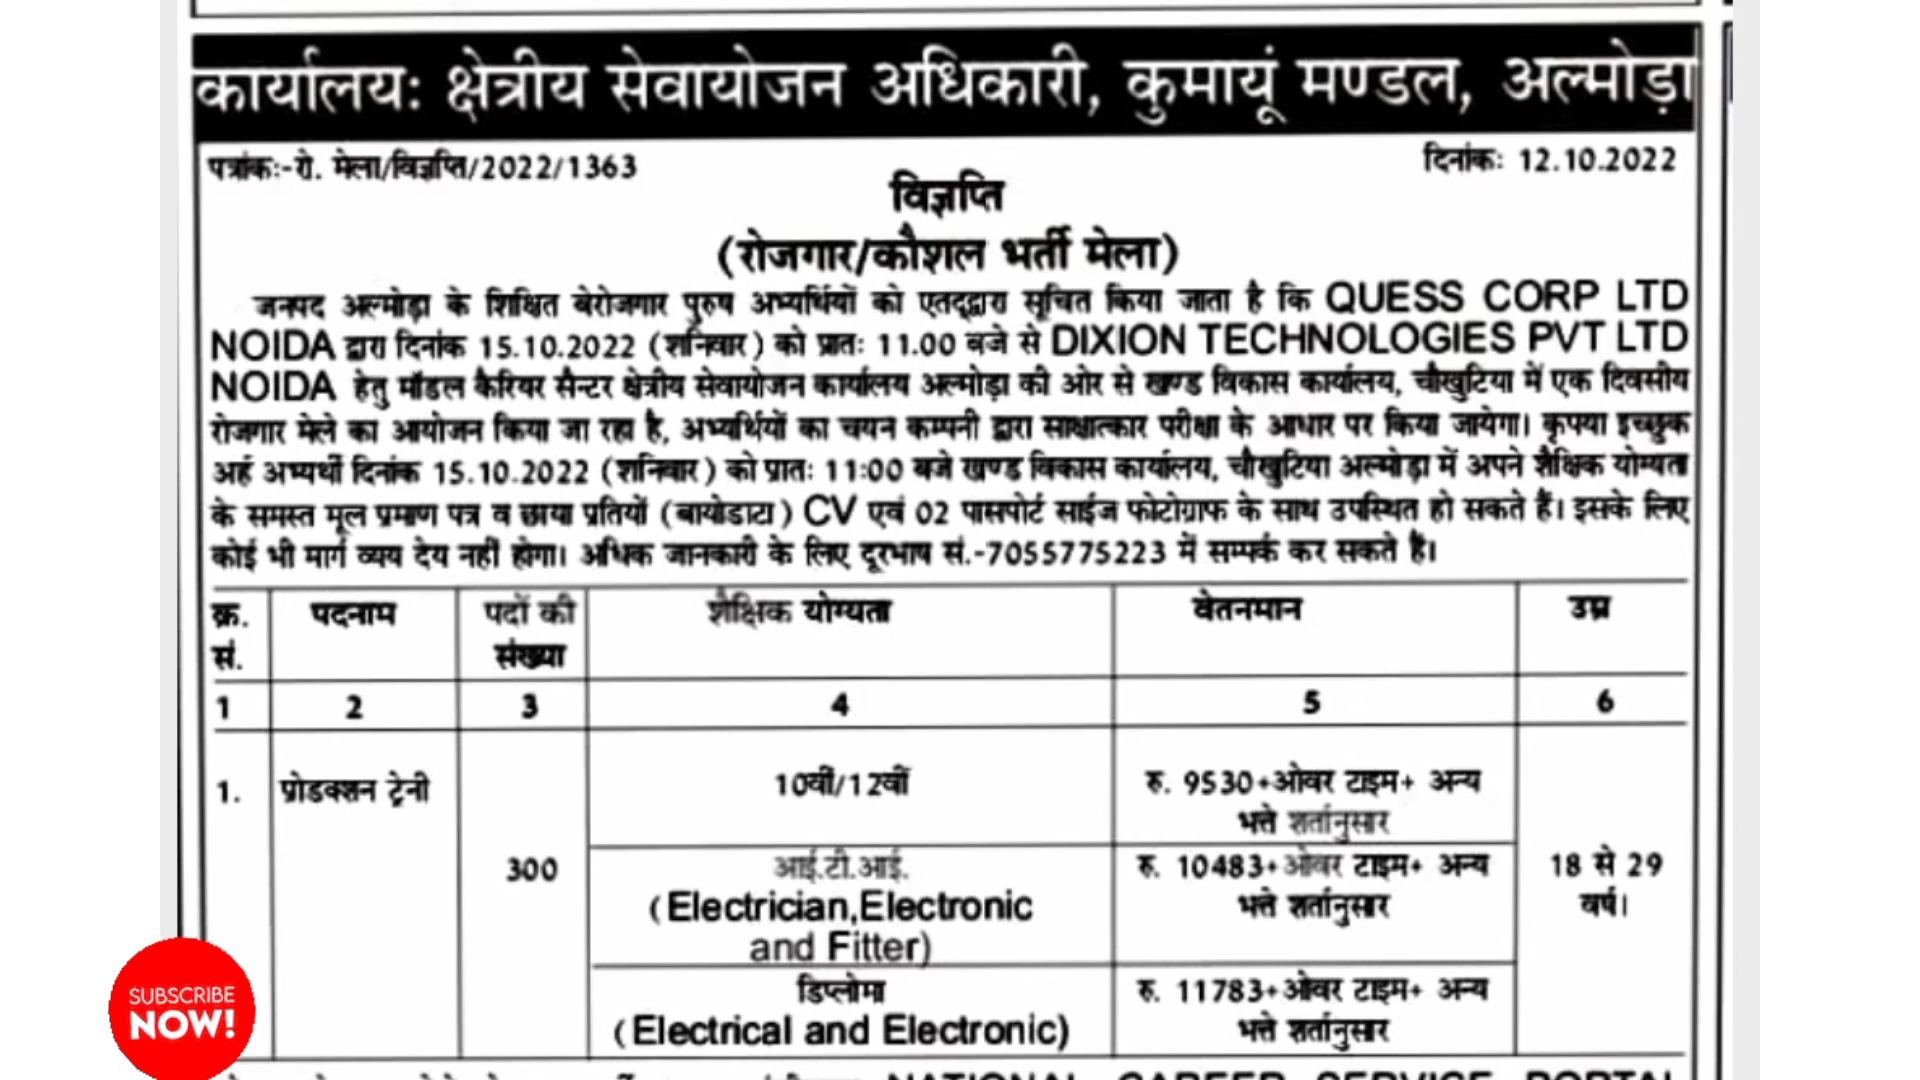 कार्यालय: क्षेत्रीय सेवायोजन अधिकारी, कुमायूं मण्डल, अल्मोड़ा
पत्रांक:-रो. मेला/विज्ञप्ति/2022/1363
दिनांक: 12.10.2022
विज्ञप्ति
(रोजगार/कौशल भर्ती मेला)
जनपद अल्मोड़ा के शिक्षित बेरोजगार पुरुष अभ्यर्थियों को एतद्द्वारा सूचित किया जाता है कि QUESS CORP LTD
NOIDA द्वारा दिनांक 15.10.2022 (शनिवार) को प्रातः 11.00 बजे से DIXION TECHNOLOGIES PVT LTD
NOIDA हेतु मॉडल कैरियर सैन्टर क्षेत्रीय सेवायोजन कार्यालय अल्मोड़ा की ओर से खण्ड विकास कार्यालय, चौखुटिया में एक दिवसीय
रोजगार मेले का आयोजन किया जा रहा है, अभ्यर्थियों का चयन कम्पनी द्वारा साक्षात्कार परीक्षा के आधार पर किया जायेगा। कृपया इच्छुक
अर्ह अभ्यर्थी दिनांक 15.10.2022 (शनिवार) को प्रातः 11:00 बजे खण्ड विकास कार्यालय, चौखुटिया अल्मोड़ा में अपने शैक्षिक योग्यता
के समस्त मूल प्रमाण पत्र व छाया प्रतियों (बायोडाटा) CV एवं 02 पासपोर्ट साईज फोटोग्राफ के साथ उपस्थित हो सकते हैं। इसके लिए
कोई भी मार्ग व्यय देय नहीं होगा। अधिक जानकारी के लिए दूरभाष सं.-7055775223 में सम्पर्क कर सकते हैं।
क्र. सं. पदनाम पदों की संख्या शैक्षिक योग्यता वेतनमान उम्र
1 2 3 4 5 6
1. प्रोडक्शन ट्रेनी 300
10वीं/12वीं रु. 9530+ओवर टाइम+ अन्य
भत्ते शर्तानुसार
आई.टी.आई. रु. 10483+ओवर टाइम+ अन्य
(Electrician,Electronic भत्ते शर्तानुसार
and Fitter)
18 से 29
वर्ष।
डिप्लोमा रु. 11783+ओवर टाइम+ अन्य
(Electrical and Electronic) भत्ते शर्तानुसार
NATIONAL CAREER SERVICE PORTAL
SUBSCRIBE
NOW!